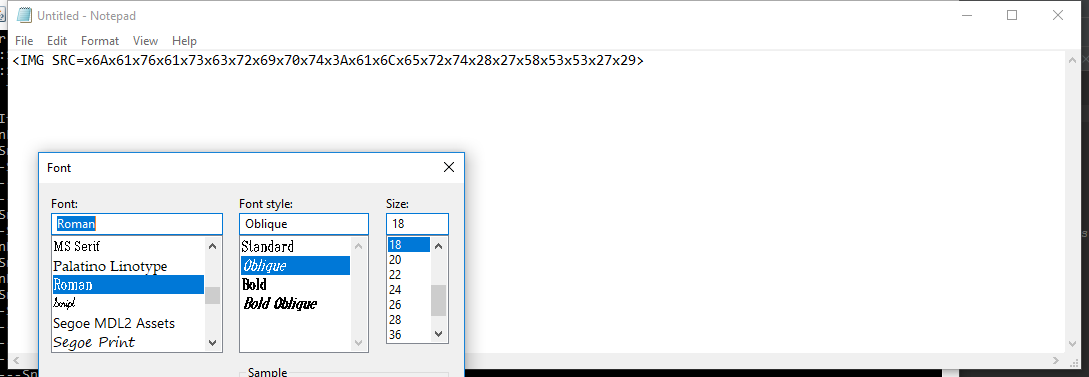 Untitled - Notepad
File Edit Format View Help
<IMG SRC=x6Ax61x76x61x73x63x72x69x70x74x3Ax61x6Cx65x72x74x28x27x58x53x53x27x29>
Font
Font: Font style: Size:
Roman Oblique 18
MS Serif Standard 18
Palatino Linotype Oblique 20
Roman Bold 22
Script Bold Oblique 24
Segoe MDL2 Assets 26
Segoe Print 28
36
Sample